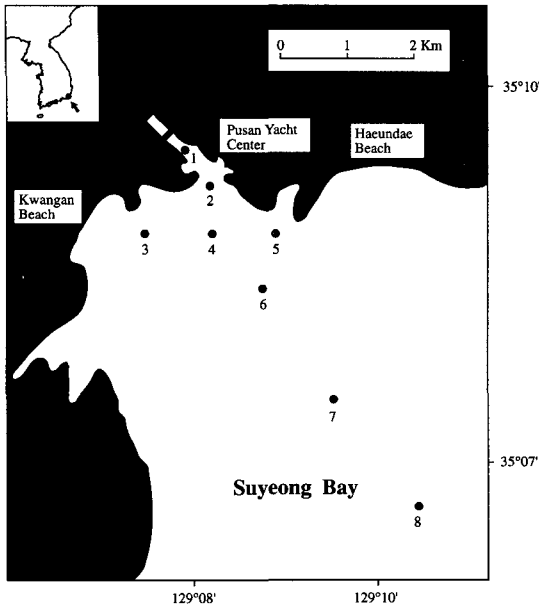 0 1 2 Km
35°10'
Pusan Yacht
Center
Haeundae
Beach
1
Kwangan
Beach
2
3
4
5
6
7
35°07'
Suyeong Bay
8
129°08'
129°10'